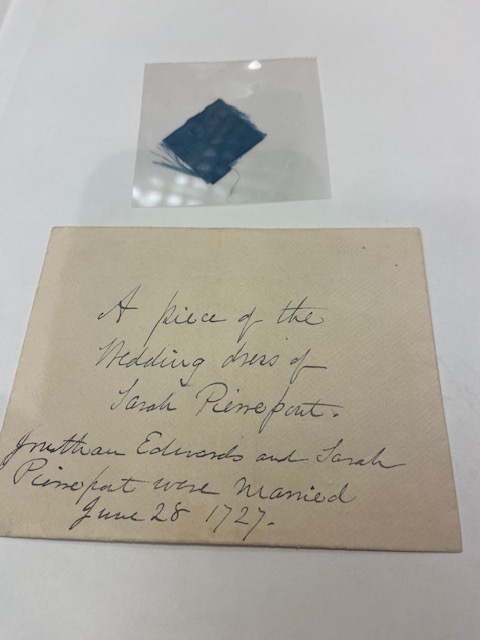 A piece of the
Wedding dress of
Sarah Pierrepont.
Jonathan Edwards and Sarah
Pierrepont were Married
June 28 1727.